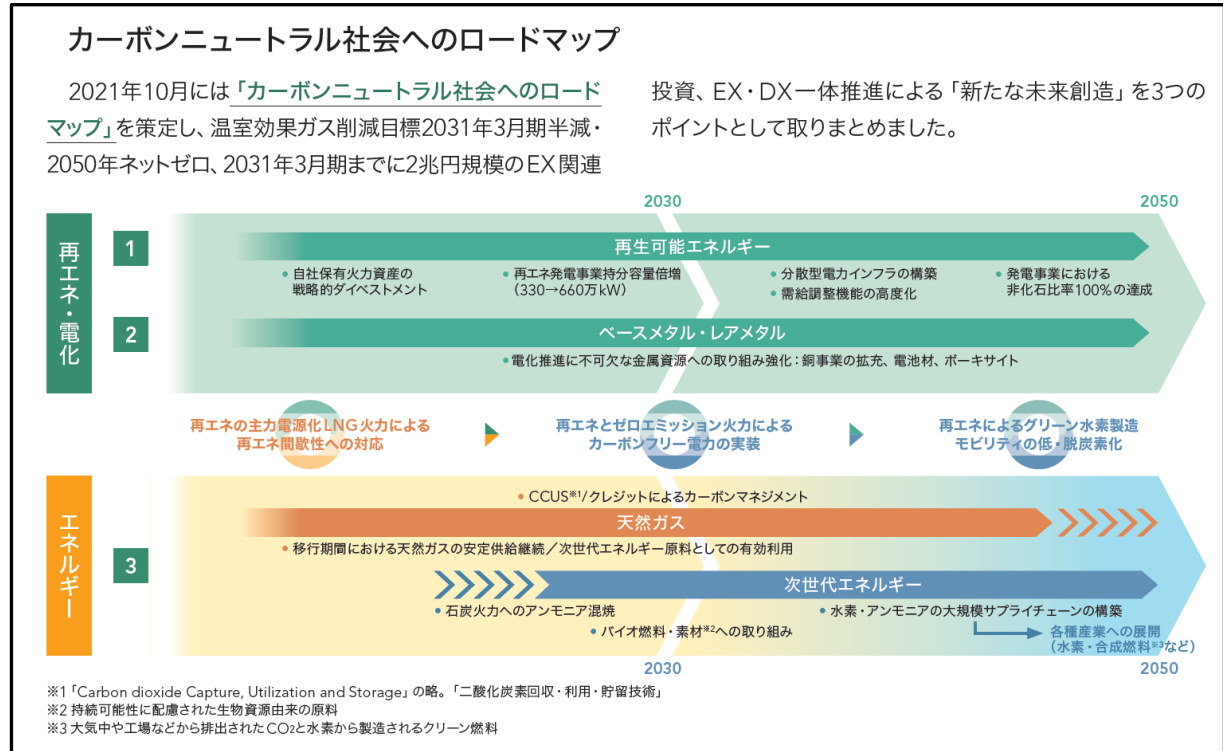 カーボンニュートラル社会へのロードマップ
2021年10月には「カーボンニュートラル社会へのロード
マップ」を策定し、温室効果ガス削減目標2031年3月期半減・
2050年ネットゼロ、2031年3月期までに2兆円規模のEX関連
投資、EX・DX一体推進による「新たな未来創造」を3つの
ポイントとして取りまとめました。
2030
2050
再エネ・電化
1
再生可能エネルギー
• 自社保有火力資産の
戦略的ダイベストメント
• 再エネ発電事業持分容量倍増
(330→660万kW)
• 分散型電力インフラの構築
• 需給調整機能の高度化
• 発電事業における
非化石比率100%の達成
2
ベースメタル・レアメタル
• 電化推進に不可欠な金属資源への取り組み強化：銅事業の拡充、電池材、ボーキサイト
再エネの主力電源化LNG火力による
再エネ間歇性への対応
再エネとゼロエミッション火力による
カーボンフリー電力の実装
再エネによるグリーン水素製造
モビリティの低・脱炭素化
エネルギー
3
• CCUS※1/クレジットによるカーボンマネジメント
天然ガス
• 移行期間における天然ガスの安定供給継続／次世代エネルギー原料としての有効利用
次世代エネルギー
• 石炭火力へのアンモニア混焼
• バイオ燃料・素材※2への取り組み
• 水素・アンモニアの大規模サプライチェーンの構築
各種産業への展開
(水素・合成燃料※3など)
2030
2050
※1「Carbon dioxide Capture, Utilization and Storage」の略。「二酸化炭素回収・利用・貯留技術」
※2 持続可能性に配慮された生物資源由来の原料
※3 大気中や工場などから排出されたCO2と水素から製造されるクリーン燃料